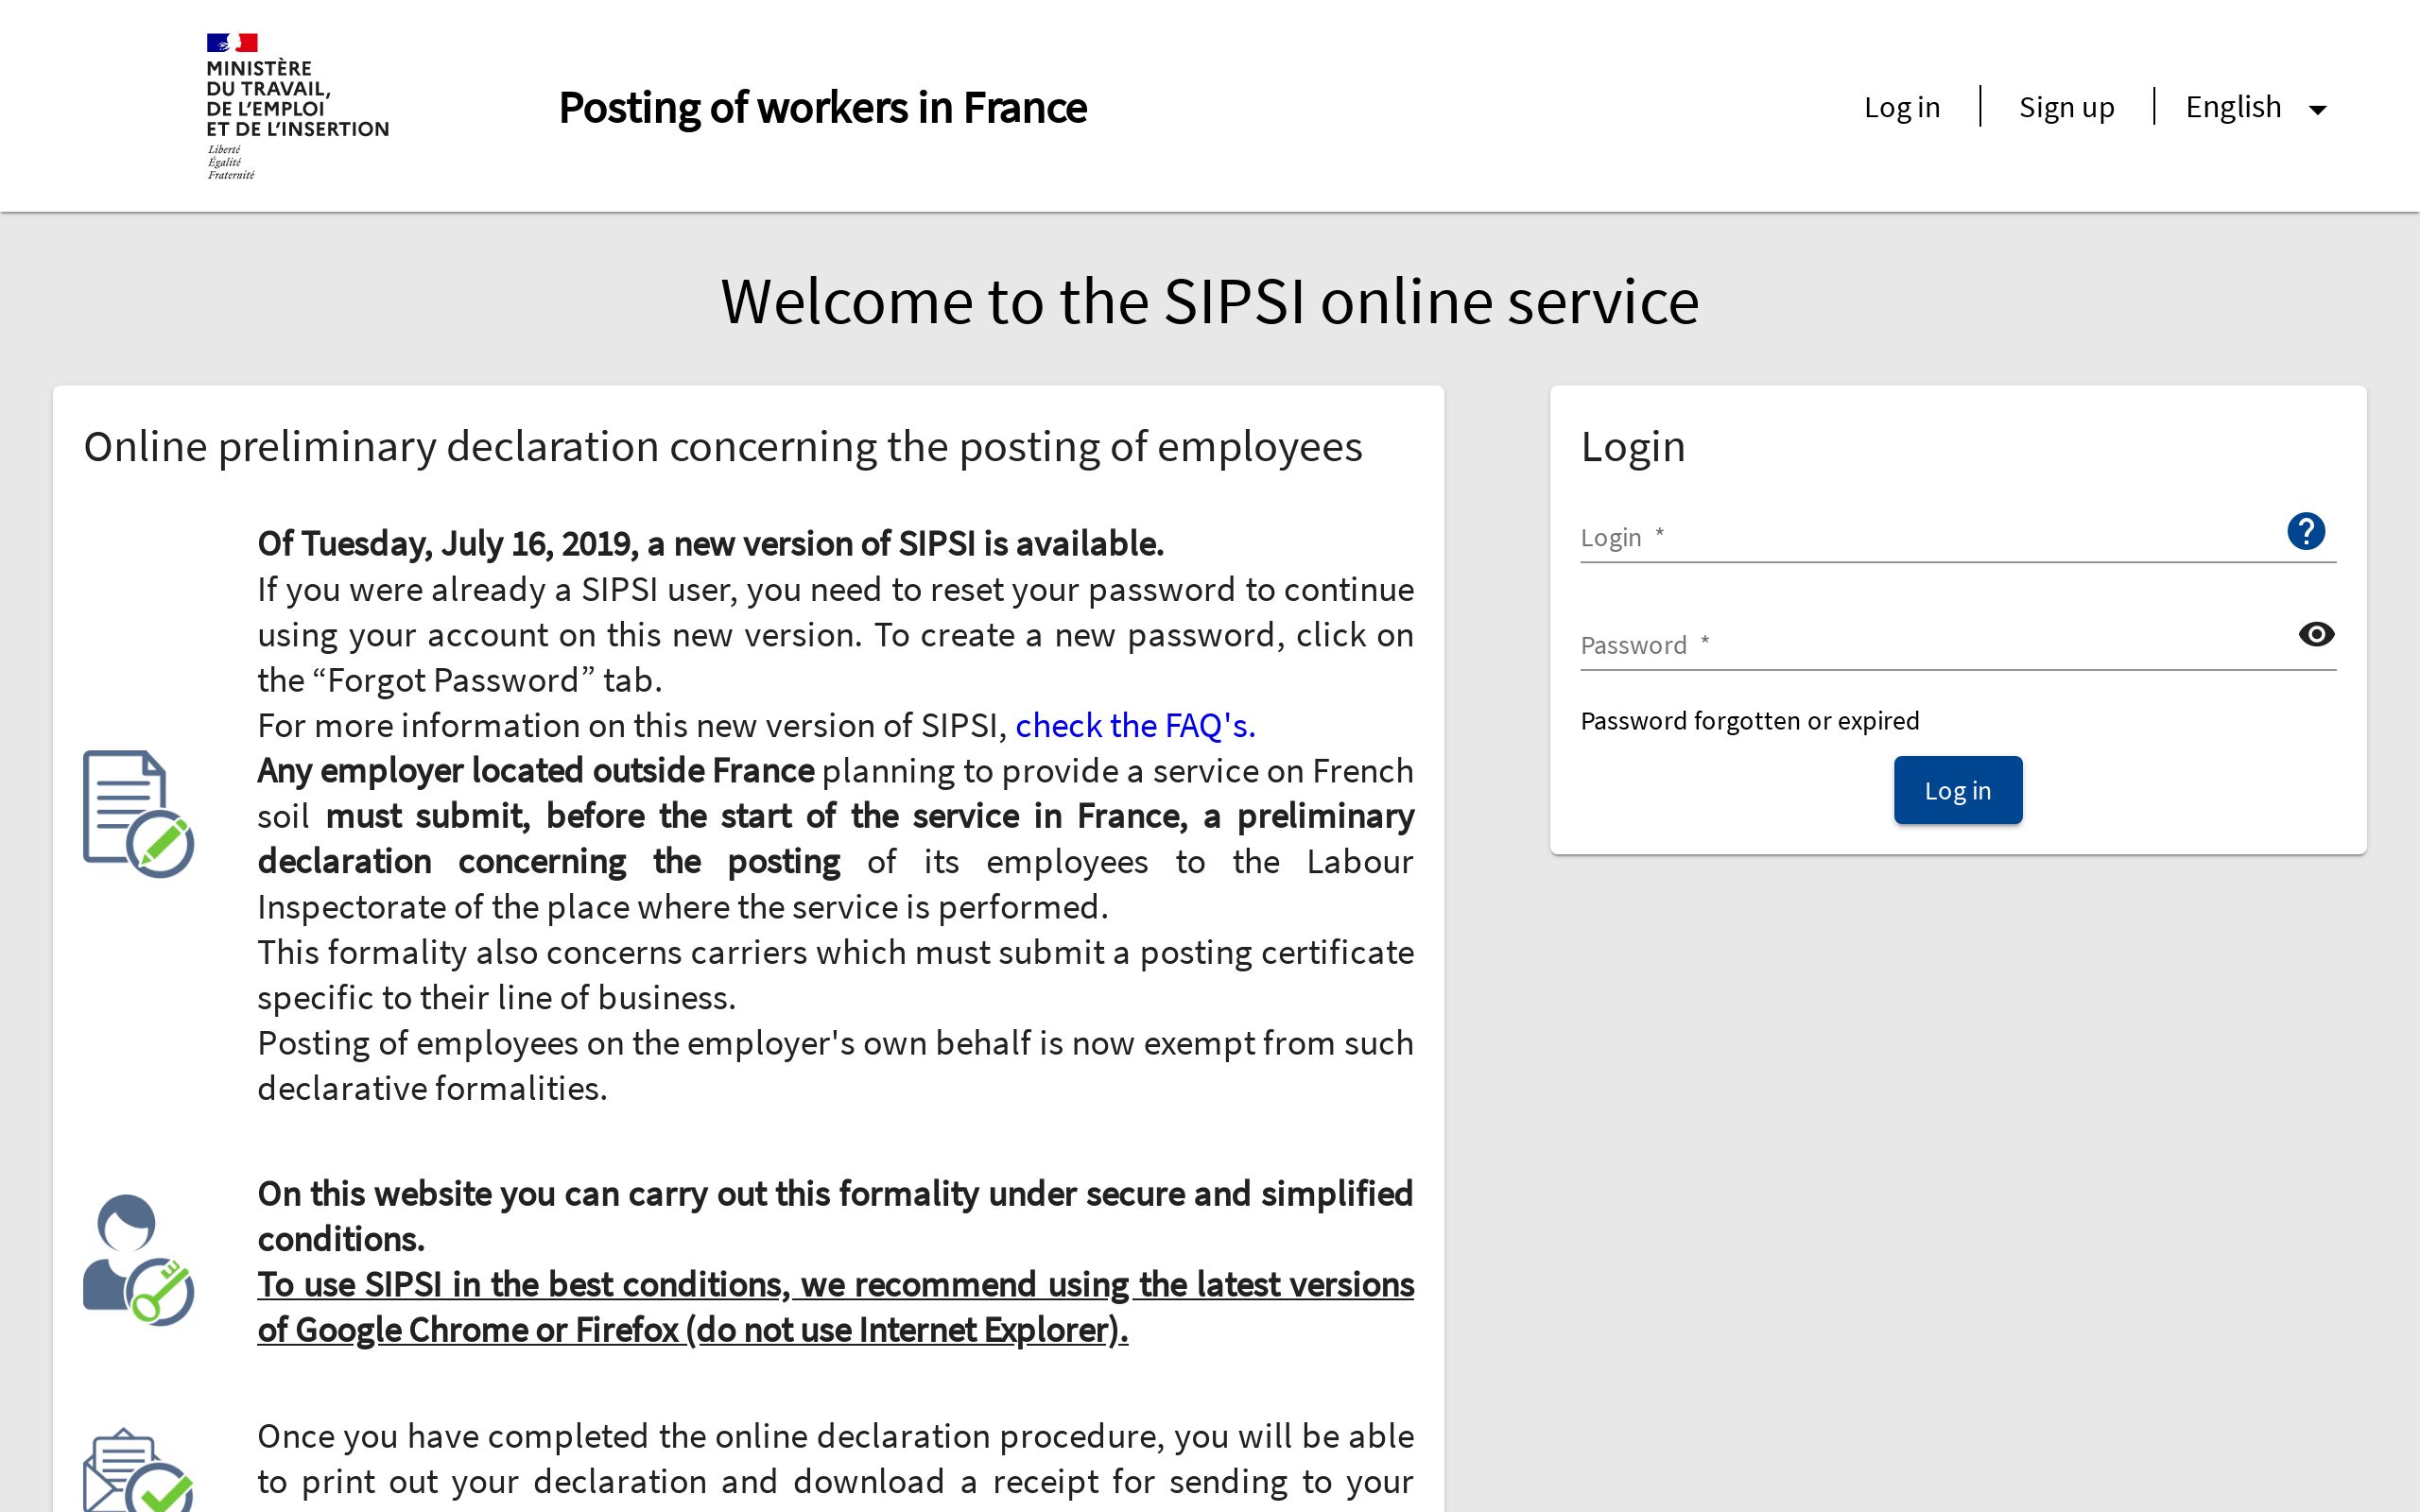 MINISTÈRE
DU TRAVAIL,
DE L'EMPLOI
ET DE L'INSERTION
Liberté
Égalité
Fraternité
Posting of workers in France
Log in
Sign up
English
Welcome to the SIPSI online service
Online preliminary declaration concerning the posting of employees
Of Tuesday, July 16, 2019, a new version of SIPSI is available.
If you were already a SIPSI user, you need to reset your password to continue
using your account on this new version. To create a new password, click on
the “Forgot Password” tab.
For more information on this new version of SIPSI, check the FAQ's.
Any employer located outside France planning to provide a service on French
soil must submit, before the start of the service in France, a preliminary
declaration concerning the posting of its employees to the Labour
Inspectorate of the place where the service is performed.
This formality also concerns carriers which must submit a posting certificate
specific to their line of business.
Posting of employees on the employer's own behalf is now exempt from such
declarative formalities.
On this website you can carry out this formality under secure and simplified
conditions.
To use SIPSI in the best conditions, we recommend using the latest versions
of Google Chrome or Firefox (do not use Internet Explorer).
Once you have completed the online declaration procedure, you will be able
to print out your declaration and download a receipt for sending to your
Login
Login *
?
Password *
Password forgotten or expired
Log in